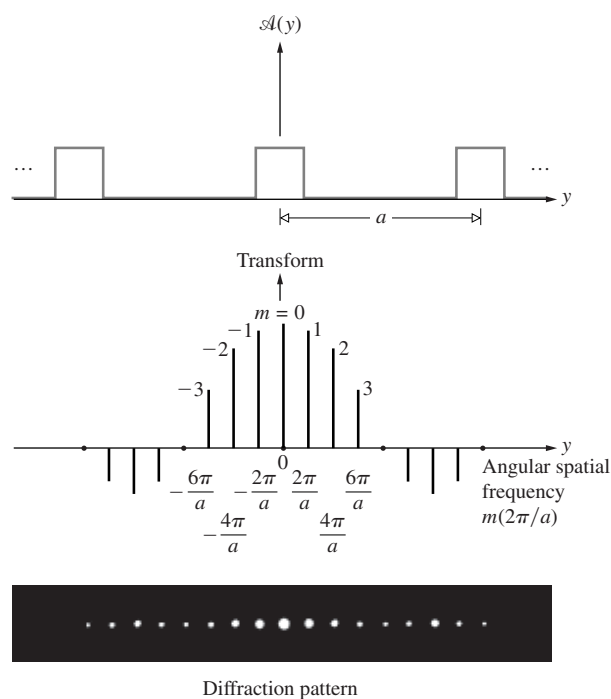 𝒜(y)
... ...
y
a
Transform
m = 0
−1 1
−2 2
−3 3
y
0
−6π/a −2π/a 2π/a 6π/a
−4π/a 4π/a
Angular spatial
frequency
m(2π/a)
Diffraction pattern